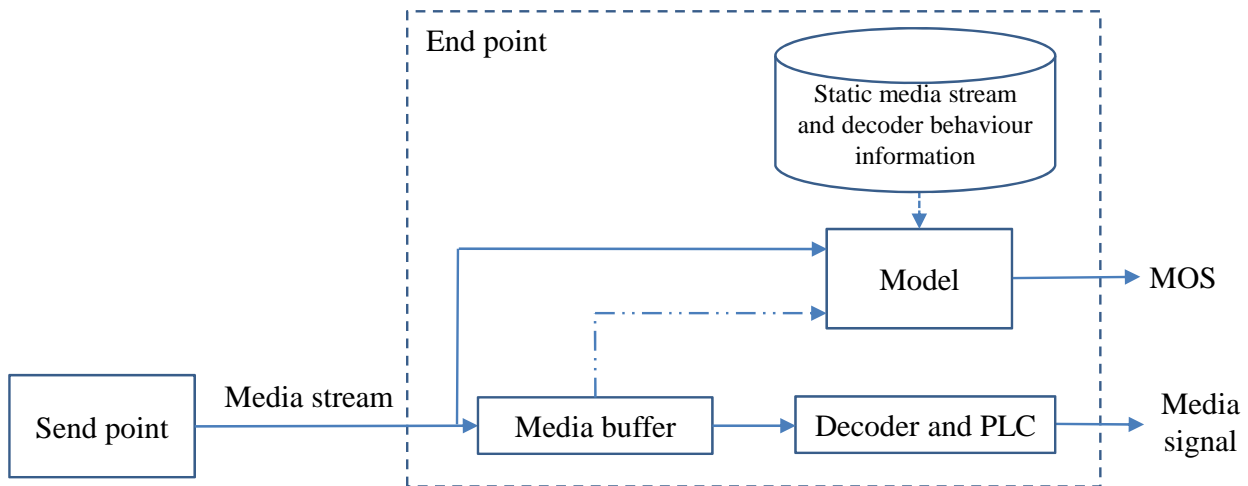 End point
Static media stream
and decoder behaviour
information
Model
MOS
Send point
Media stream
Media buffer
Decoder and PLC
Media
signal